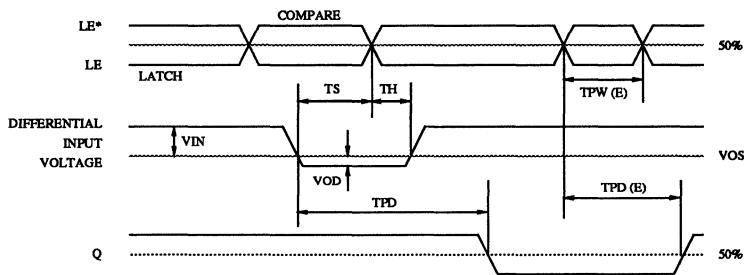 COMPARE
LE*
50%
LE
LATCH
TS
TH
TPW (E)
DIFFERENTIAL
INPUT
VOLTAGE
VIN
VOS
VOD
TPD
TPD (E)
Q
50%